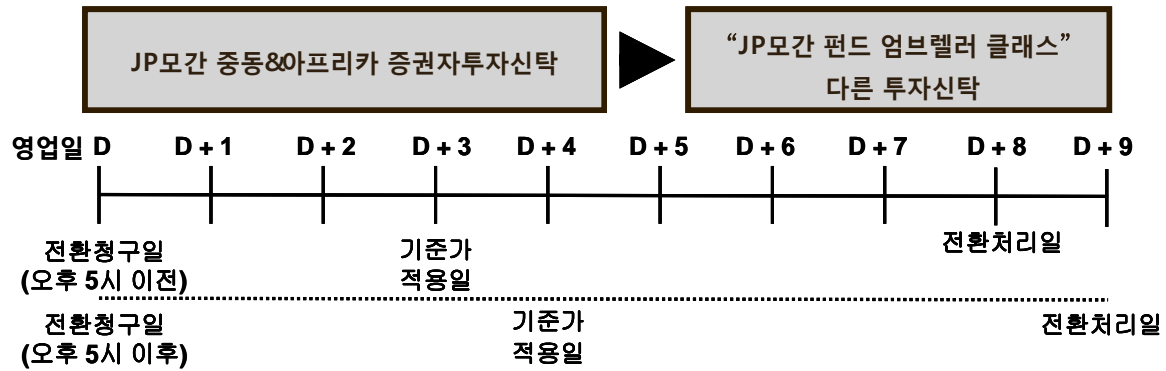 JP모간 중동&아프리카 증권자투자신탁
“JP모간 펀드 엄브렐러 클래스”
다른 투자신탁
영업일 D D + 1 D + 2 D + 3 D + 4 D + 5 D + 6 D + 7 D + 8 D + 9
전환청구일 기준가 전환처리일
(오후 5시 이전) 적용일
전환청구일 기준가 전환처리일
(오후 5시 이후) 적용일